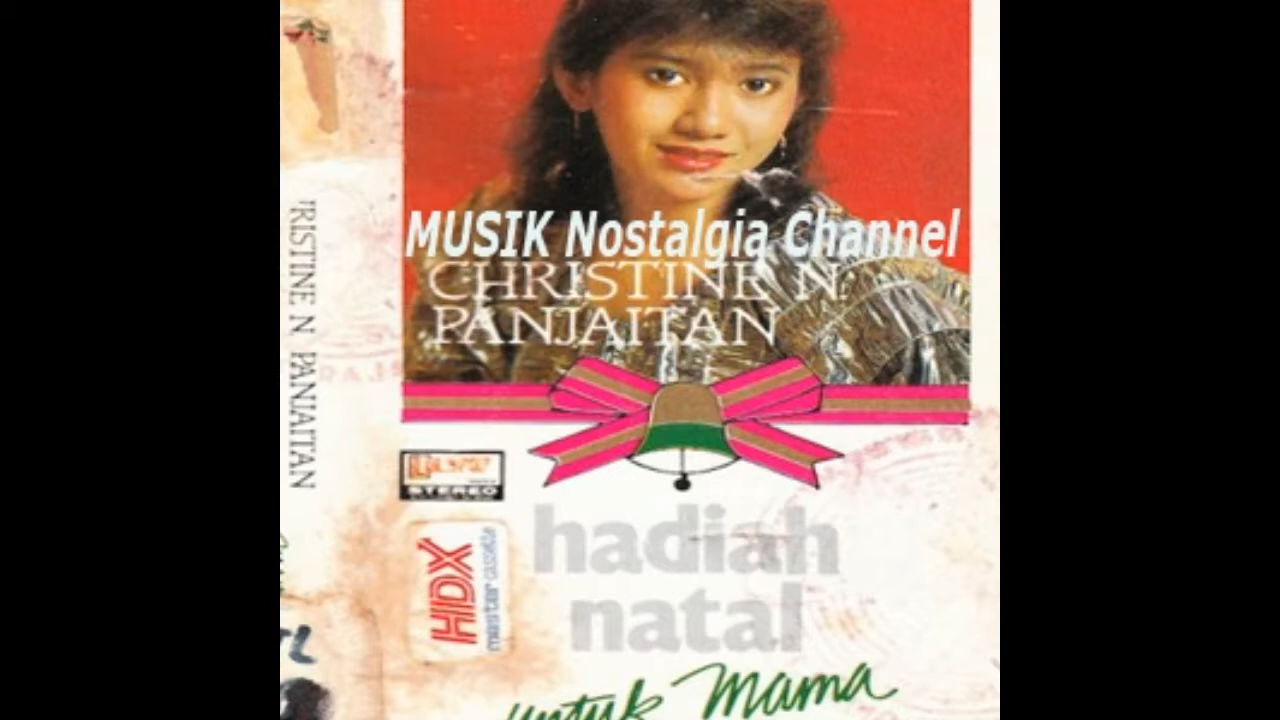 MUSIK Nostalgia Channel
CHRISTINE N
PANJAITAN
RISTINE N PANJAITAN
STEREO
HDX
master cassette
hadiah
natal
untuk Mama